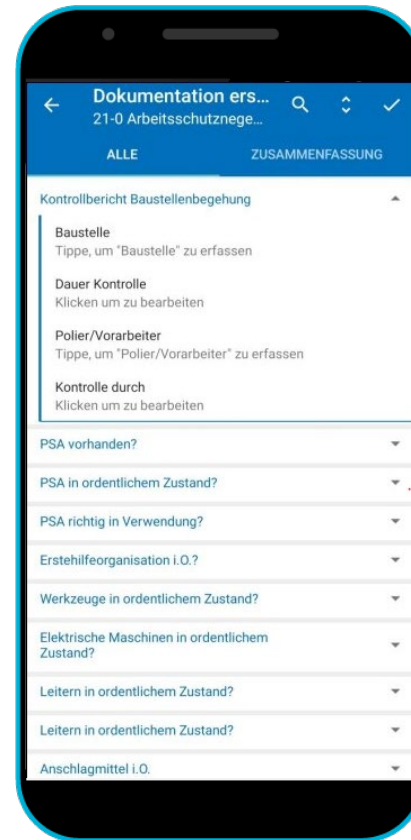 Dokumentation ers...
21-0 Arbeitsschutznege...
ALLE
ZUSAMMENFASSUNG
Kontrollbericht Baustellenbegehung
Baustelle
Tippe, um "Baustelle" zu erfassen
Dauer Kontrolle
Klicken um zu bearbeiten
Polier/Vorarbeiter
Tippe, um "Polier/Vorarbeiter" zu erfassen
Kontrolle durch
Klicken um zu bearbeiten
PSA vorhanden?
PSA in ordentlichem Zustand?
PSA richtig in Verwendung?
Erstehilfeorganisation i.O.?
Werkzeuge in ordentlichem Zustand?
Elektrische Maschinen in ordentlichem
Zustand?
Leitern in ordentlichem Zustand?
Leitern in ordentlichem Zustand?
Anschlagmittel i.O.